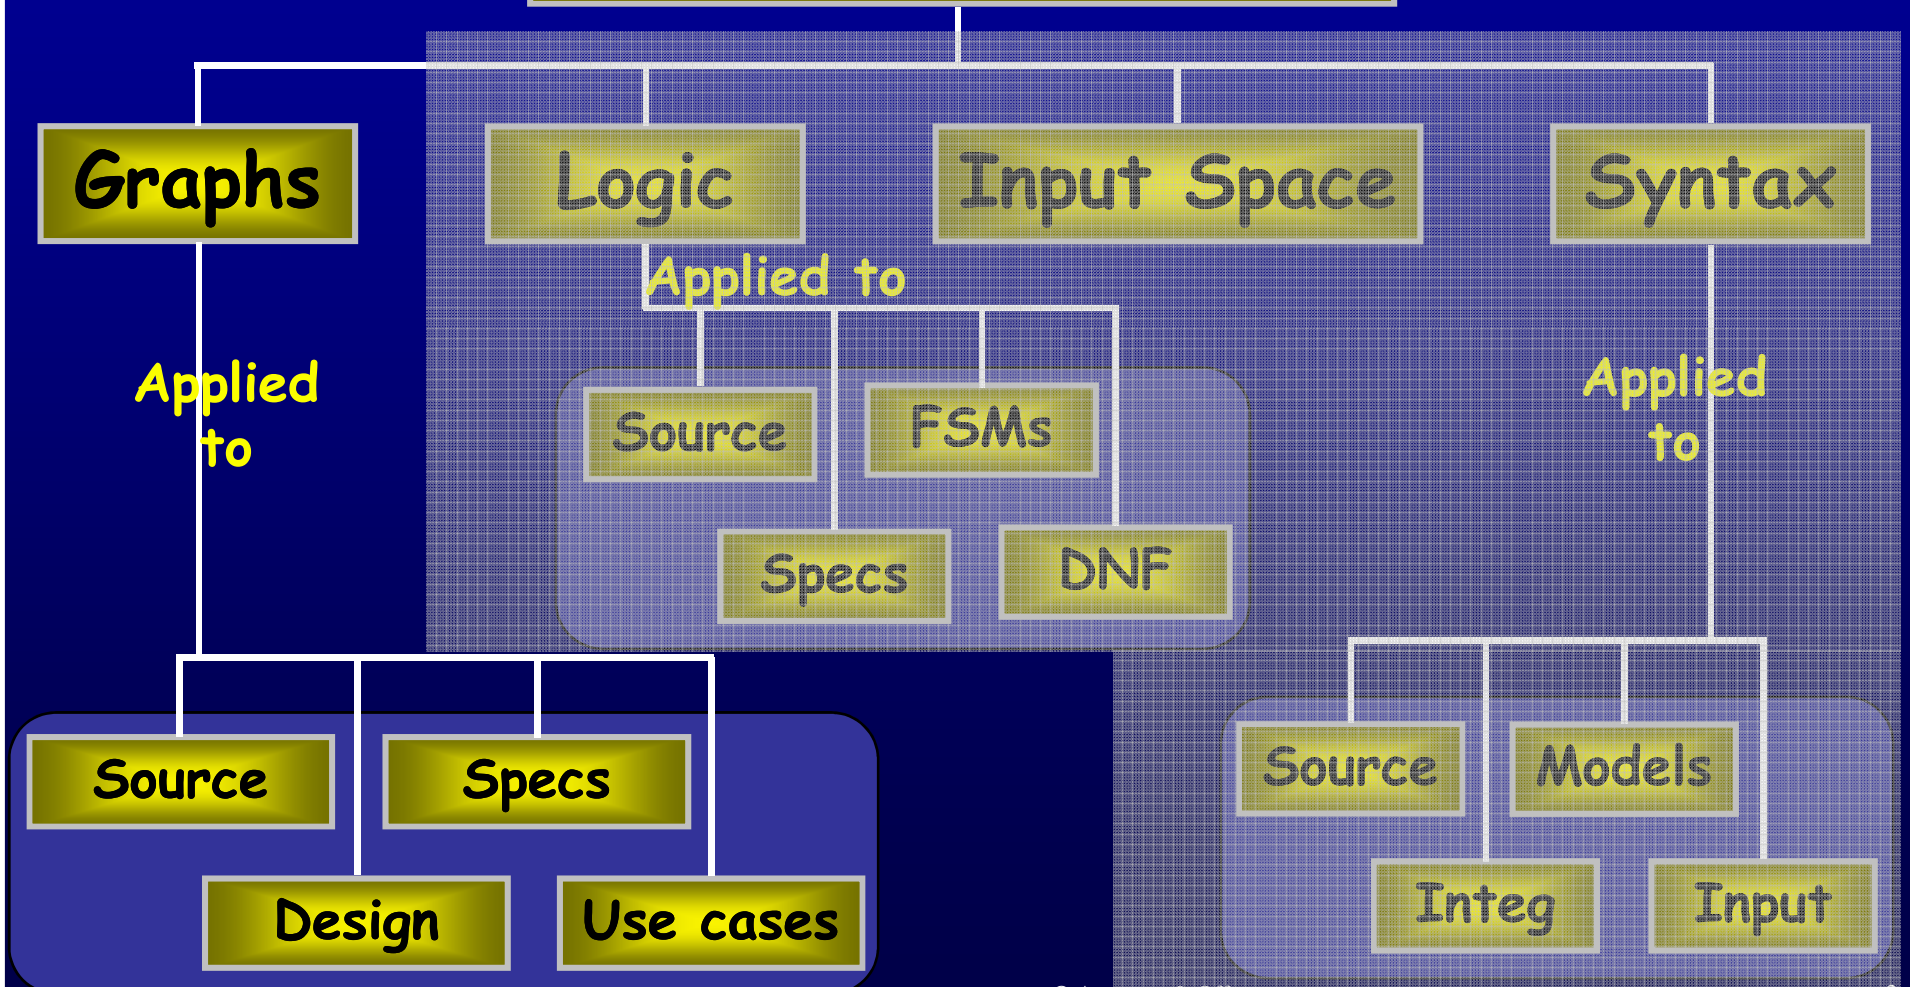 Graphs
Logic
Input Space
Syntax
Applied to
Applied
to
Applied
to
Source
FSMs
Specs
DNF
Source
Specs
Design
Use cases
Source
Models
Integ
Input